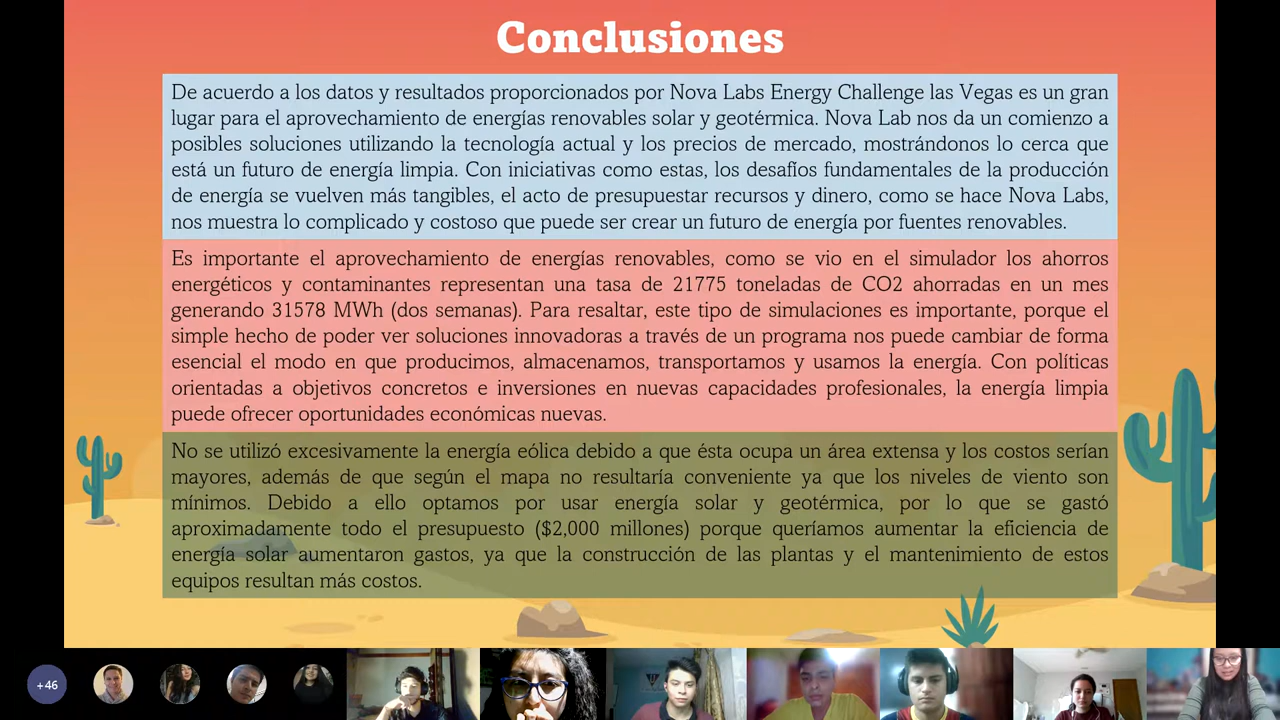 Conclusiones
De acuerdo a los datos y resultados proporcionados por Nova Labs Energy Challenge las Vegas es un gran
lugar para el aprovechamiento de energías renovables solar y geotérmica. Nova Lab nos da un comienzo a
posibles soluciones utilizando la tecnología actual y los precios de mercado, mostrándonos lo cerca que
está un futuro de energía limpia. Con iniciativas como estas, los desafíos fundamentales de la producción
de energía se vuelven más tangibles, el acto de presupuestar recursos y dinero, como se hace Nova Labs,
nos muestra lo complicado y costoso que puede ser crear un futuro de energía por fuentes renovables.
Es importante el aprovechamiento de energías renovables, como se vio en el simulador los ahorros
energéticos y contaminantes representan una tasa de 21775 toneladas de CO2 ahorradas en un mes
generando 31578 MWh (dos semanas). Para resaltar, este tipo de simulaciones es importante, porque el
simple hecho de poder ver soluciones innovadoras a través de un programa nos puede cambiar de forma
esencial el modo en que producimos, almacenamos, transportamos y usamos la energía. Con políticas
orientadas a objetivos concretos e inversiones en nuevas capacidades profesionales, la energía limpia
puede ofrecer oportunidades económicas nuevas.
No se utilizó excesivamente la energía eólica debido a que ésta ocupa un área extensa y los costos serían
mayores, además de que según el mapa no resultaría conveniente ya que los niveles de viento son
mínimos. Debido a ello optamos por usar energía solar y geotérmica, por lo que se gastó
aproximadamente todo el presupuesto ($2,000 millones) porque queríamos aumentar la eficiencia de
energía solar aumentaron gastos, ya que la construcción de las plantas y el mantenimiento de estos
equipos resultan más costos.
+46